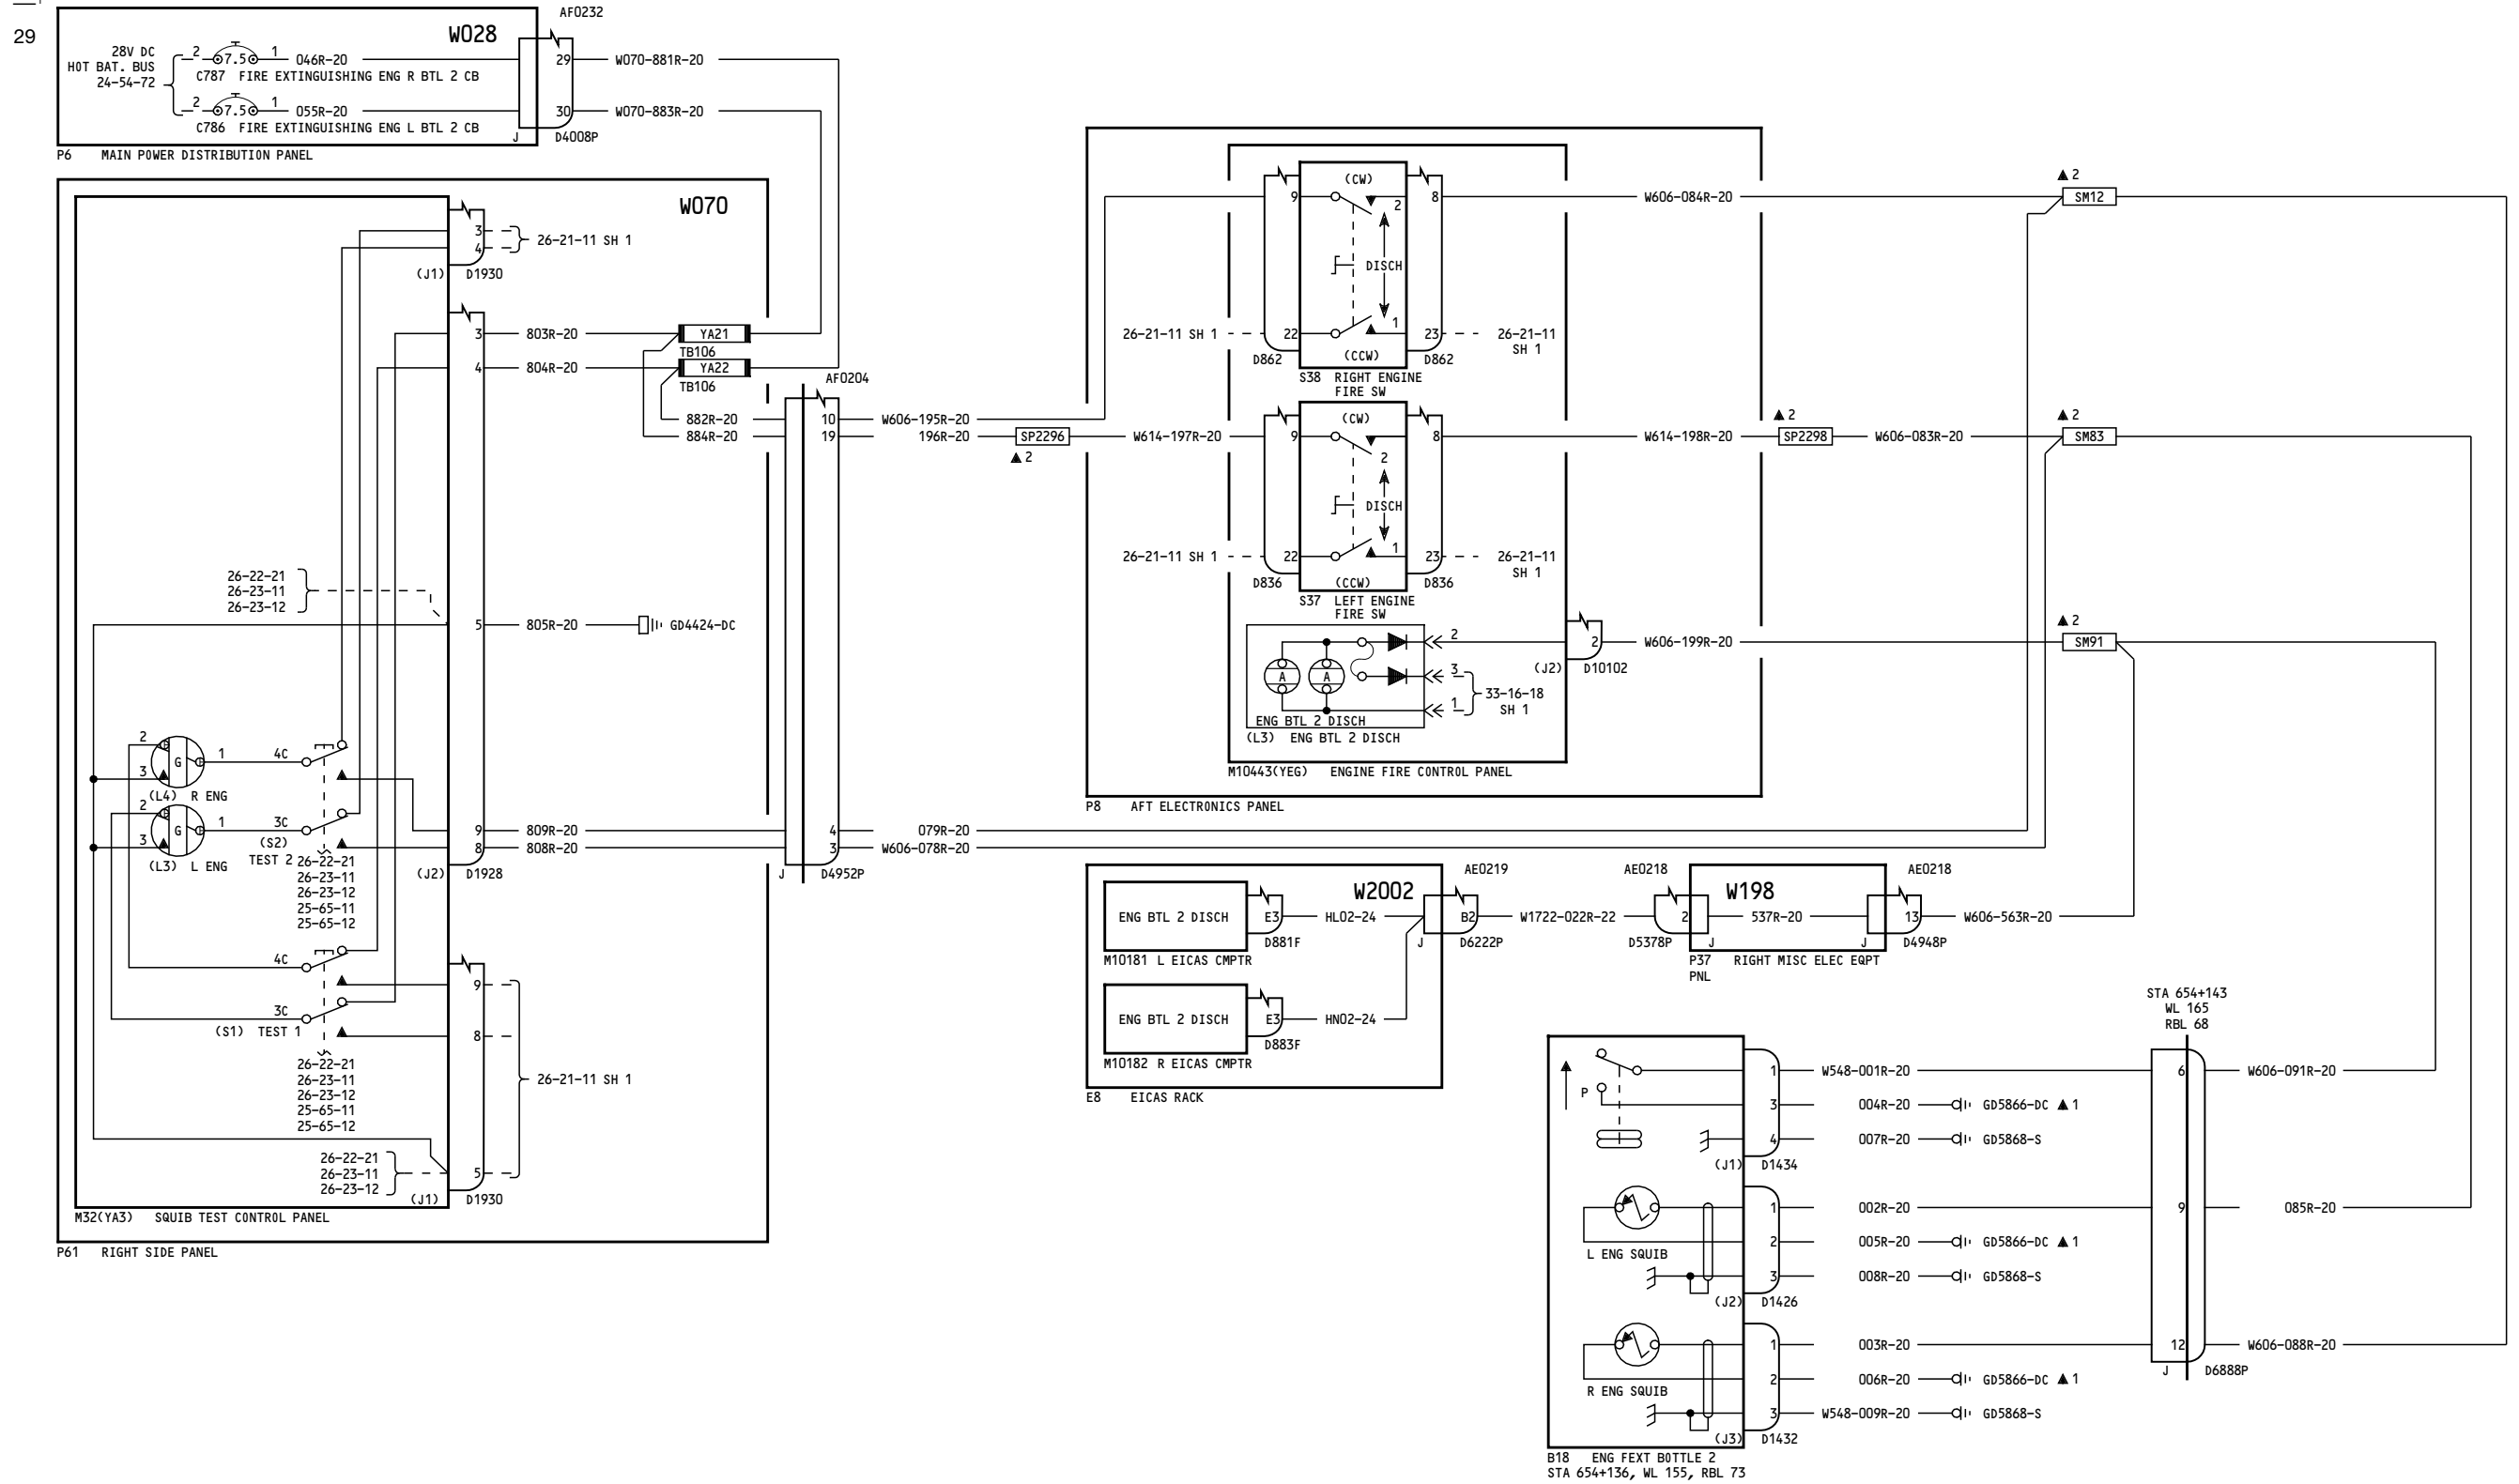 29
28V DC
HOT BAT. BUS
24-54-72
2 7.5 1 046R-20
C787 FIRE EXTINGUISHING ENG R BTL 2 CB
2 7.5 1 055R-20
C786 FIRE EXTINGUISHING ENG L BTL 2 CB
W028
AF0232
29 W070-881R-20
30 W070-883R-20
J D4008P
P6 MAIN POWER DISTRIBUTION PANEL
W070
3
4
26-21-11 SH 1
(J1) D1930
3 803R-20 YA21
TB106
4 804R-20 YA22
TB106
AF0204
882R-20 10 W606-195R-20
884R-20 19 196R-20 SP2296 W614-197R-20
▲ 2
26-22-21
26-23-11
26-23-12
5 805R-20 GD4424-DC
2 G 1 4C
3
(L4) R ENG
2 G 1 3C
3
(L3) L ENG
(S2)
TEST 2
26-22-21
26-23-11
26-23-12
25-65-11
25-65-12
9 809R-20 4 079R-20
8 808R-20 3 W606-078R-20
(J2) D1928
J D4952P
4C
3C
(S1) TEST 1
26-22-21
26-23-11
26-23-12
25-65-11
25-65-12
9
8
26-21-11 SH 1
26-22-21
26-23-11
26-23-12
5
(J1) D1930
M32(YA3) SQUIB TEST CONTROL PANEL
P61 RIGHT SIDE PANEL
(CW)
9 2 8 W606-084R-20
▲ 2
SM12
DISCH
26-21-11 SH 1 22 1 23 26-21-11
SH 1
(CCW)
D862 D862
S38 RIGHT ENGINE
FIRE SW
(CW)
9 2 8 W614-198R-20
▲ 2
SP2298 W606-083R-20
▲ 2
SM83
DISCH
26-21-11 SH 1 22 1 23 26-21-11
SH 1
(CCW)
D836 D836
S37 LEFT ENGINE
FIRE SW
A A
2
3
1
33-16-18
SH 1
ENG BTL 2 DISCH
(L3) ENG BTL 2 DISCH
2 W606-199R-20
(J2) D10102
▲ 2
SM91
M10443(YEG) ENGINE FIRE CONTROL PANEL
P8 AFT ELECTRONICS PANEL
W2002
ENG BTL 2 DISCH E3 HL02-24
D881F
M10181 L EICAS CMPTR
ENG BTL 2 DISCH E3 HN02-24
D883F
M10182 R EICAS CMPTR
E8 EICAS RACK
AE0219
B2 W1722-022R-22
J D6222P
AE0218
2 537R-20 13 W606-563R-20
W198
AE0218
D5378P J J D4948P
P37 RIGHT MISC ELEC EQPT
PNL
STA 654+143
WL 165
RBL 68
P
1 W548-001R-20 6 W606-091R-20
3 004R-20 GD5866-DC ▲ 1
4 007R-20 GD5868-S
(J1) D1434
1 002R-20 9 085R-20
2 005R-20 GD5866-DC ▲ 1
L ENG SQUIB
3 008R-20 GD5868-S
(J2) D1426
1 003R-20 12 W606-088R-20
J D6888P
2 006R-20 GD5866-DC ▲ 1
R ENG SQUIB
3 W548-009R-20 GD5868-S
(J3) D1432
B18 ENG FEXT BOTTLE 2
STA 654+136, WL 155, RBL 73